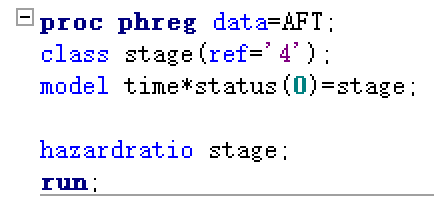 proc phreg data=AFT;
class stage(ref='4');
model time*status(0)=stage;
hazardratio stage;
run;